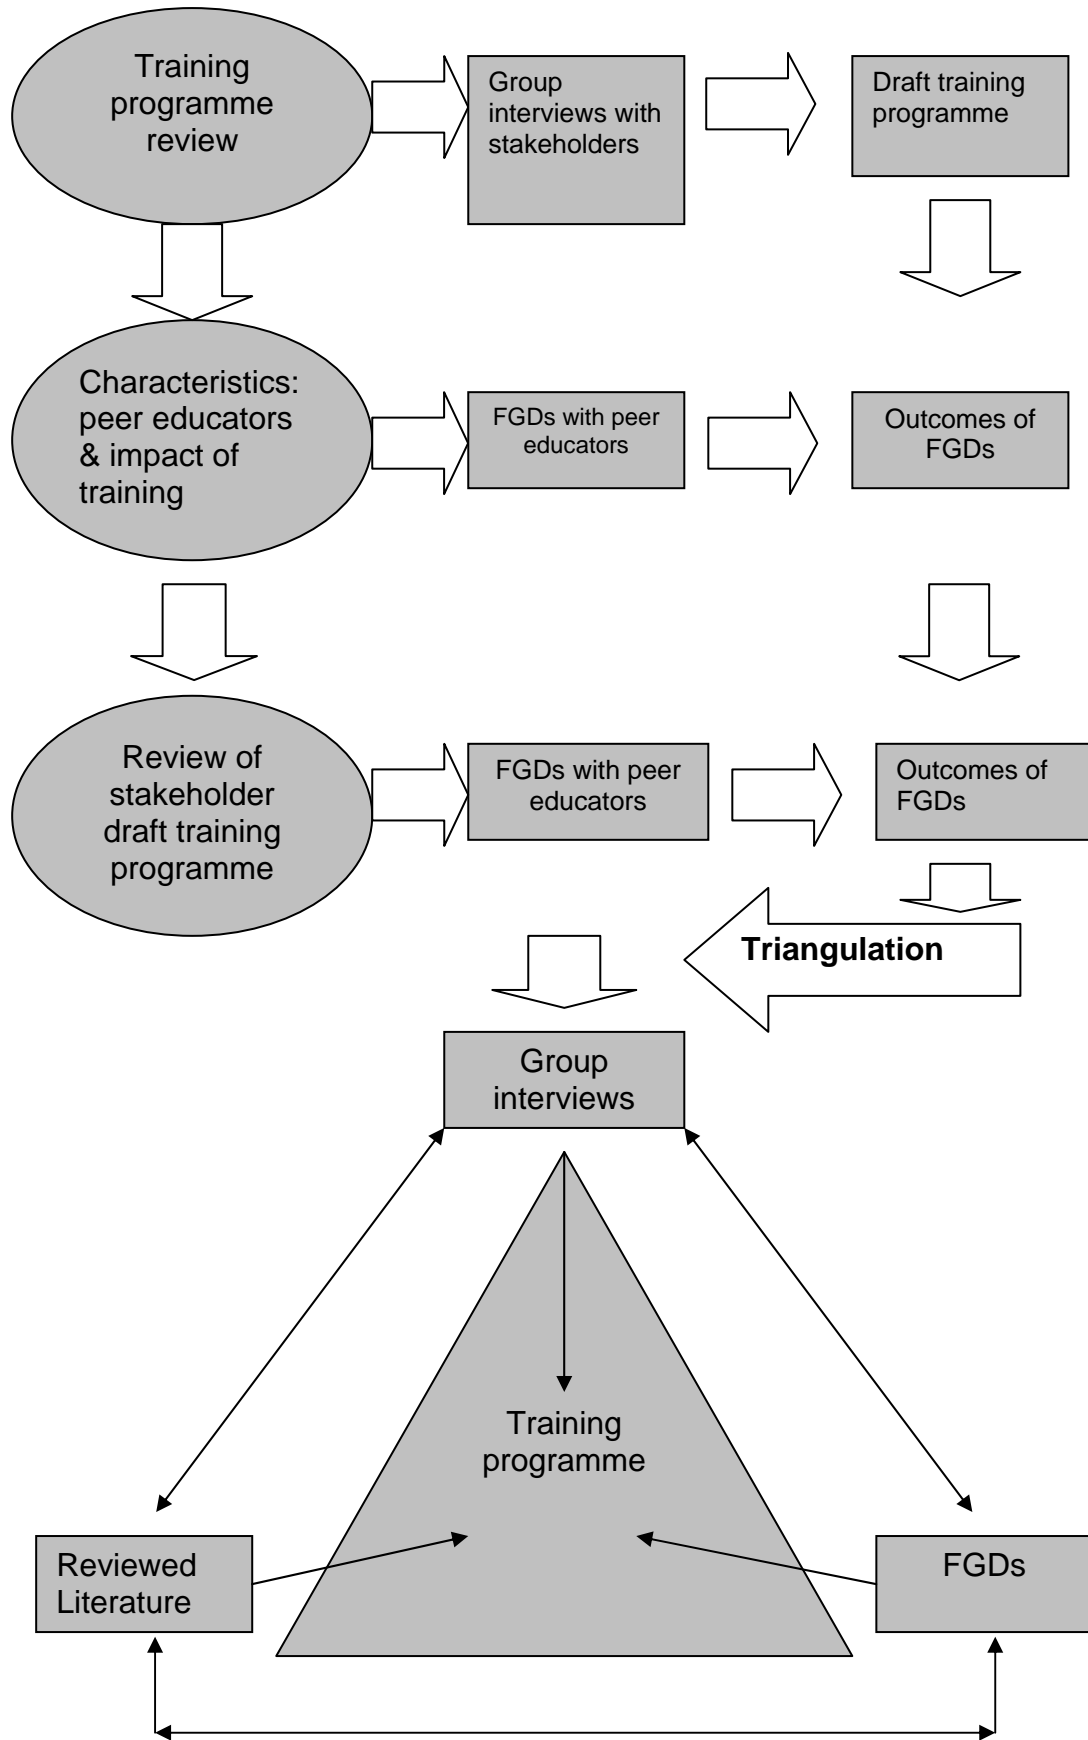 Training
programme
review
Group
interviews with
stakeholders
Draft training
programme
Characteristics:
peer educators
& impact of
training
FGDs with peer
educators
Outcomes of
FGDs
Review of
stakeholder
draft training
programme
FGDs with peer
educators
Outcomes of
FGDs
Triangulation
Group
interviews
Training
programme
Reviewed
Literature
FGDs